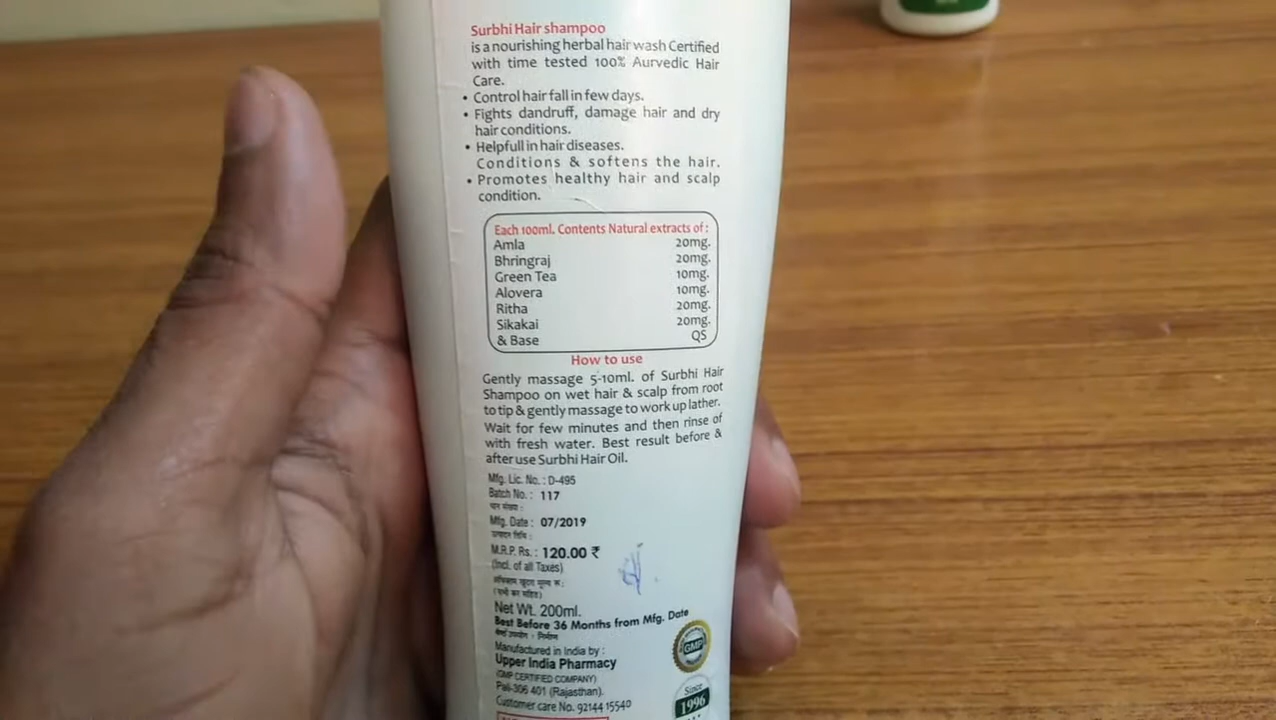 Surbhi Hair shampoo
is a nourishing herbal hair wash Certified
with time tested 100% Aurvedic Hair
Care.
• Control hair fall in few days.
• Fights dandruff, damage hair and dry
hair conditions.
• Helpfull in hair diseases.
Conditions & softens the hair.
• Promotes healthy hair and scalp
condition.
Each 100ml. Contents Natural extracts of :
Amla 20mg.
Bhringraj 20mg.
Green Tea 10mg.
Alovera 10mg.
Ritha 20mg.
Sikakai 20mg.
& Base QS
How to use
Gently massage 5-10ml. of Surbhi Hair
Shampoo on wet hair & scalp from root
to tip & gently massage to work up lather.
Wait for few minutes and then rinse of
with fresh water. Best result before &
after use Surbhi Hair Oil.
Mfg. Lic. No. : D-495
Batch No. : 117
Mfg. Date : 07/2019
M.R.P. Rs. : 120.00 ₹
(Incl. of all Taxes)
अधिकतम खुदरा मूल्य रू:
Net Wt. 200ml.
Best Before 36 Months from Mfg. Date
Manufactured in India by :
Upper India Pharmacy
(GMP CERTIFIED COMPANY)
Pali-306 401 (Rajasthan).
Customer care No. 92144 15540
GMP
Since
1996